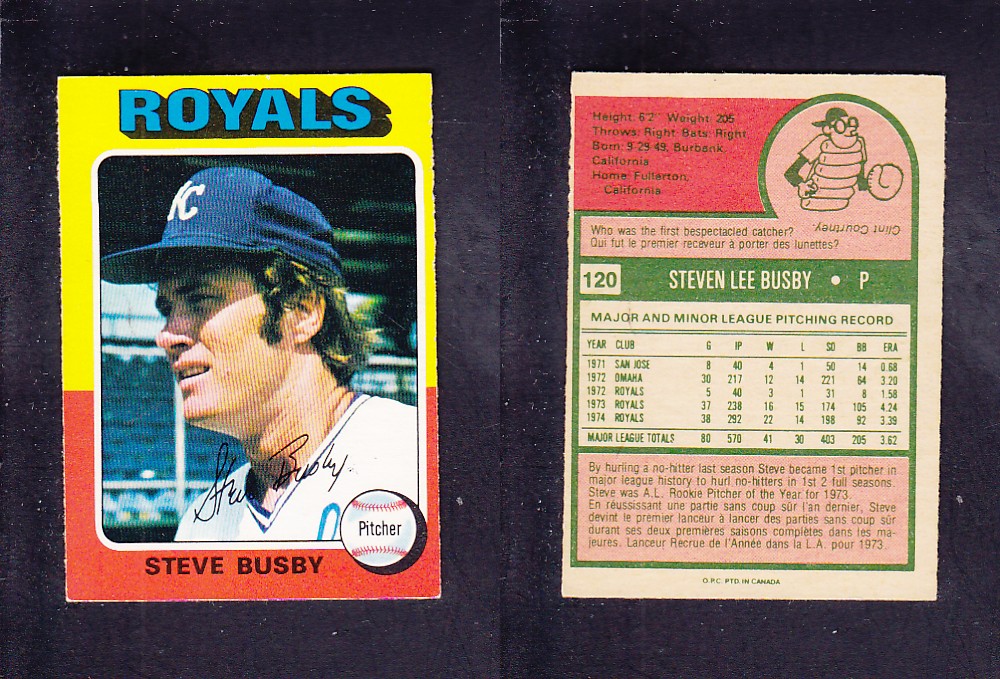 ROYALS
KC
Steve Busby
Pitcher
STEVE BUSBY
Height: 6'2" Weight: 205
Throws: Right Bats: Right
Born: 9-29-49, Burbank,
California
Home: Fullerton,
California
Who was the first bespectacled catcher?
Qui fut le premier receveur à porter des lunettes?
Clint Courtney.
120 STEVEN LEE BUSBY • P
MAJOR AND MINOR LEAGUE PITCHING RECORD
YEAR CLUB G IP W L SO BB ERA
1971 SAN JOSE 8 40 4 1 50 14 0.68
1972 OMAHA 30 217 12 14 221 64 3.20
1972 ROYALS 5 40 3 1 31 8 1.58
1973 ROYALS 37 238 16 15 174 105 4.24
1974 ROYALS 38 292 22 14 198 92 3.39
MAJOR LEAGUE TOTALS 80 570 41 30 403 205 3.62
By hurling a no-hitter last season Steve became 1st pitcher in
major league history to hurl no-hitters in 1st 2 full seasons.
Steve was A.L. Rookie Pitcher of the Year for 1973.
En réussissant une partie sans coup sûr l'an dernier, Steve
devint le premier lanceur à lancer des parties sans coup sûr
durant ses deux premières saisons complètes dans les ma-
jeures. Lanceur Recrue de l'Année dans la L.A. pour 1973.
O.P.C. PTD. IN CANADA